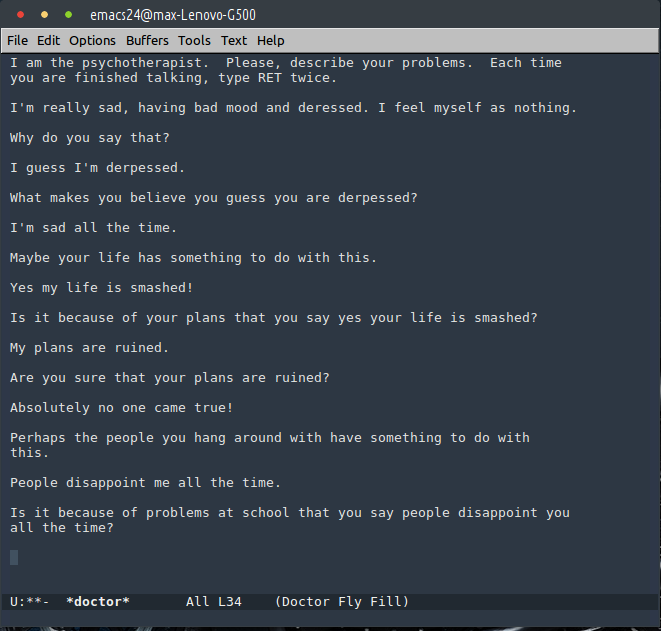 emacs24@max-Lenovo-G500
File Edit Options Buffers Tools Text Help
I am the psychotherapist.  Please, describe your problems.  Each time
you are finished talking, type RET twice.
I'm really sad, having bad mood and deressed. I feel myself as nothing.
Why do you say that?
I guess I'm derpessed.
What makes you believe you guess you are derpessed?
I'm sad all the time.
Maybe your life has something to do with this.
Yes my life is smashed!
Is it because of your plans that you say yes your life is smashed?
My plans are ruined.
Are you sure that your plans are ruined?
Absolutely no one came true!
Perhaps the people you hang around with have something to do with
this.
People disappoint me all the time.
Is it because of problems at school that you say people disappoint you
all the time?
U:**-  *doctor*       All L34    (Doctor Fly Fill)